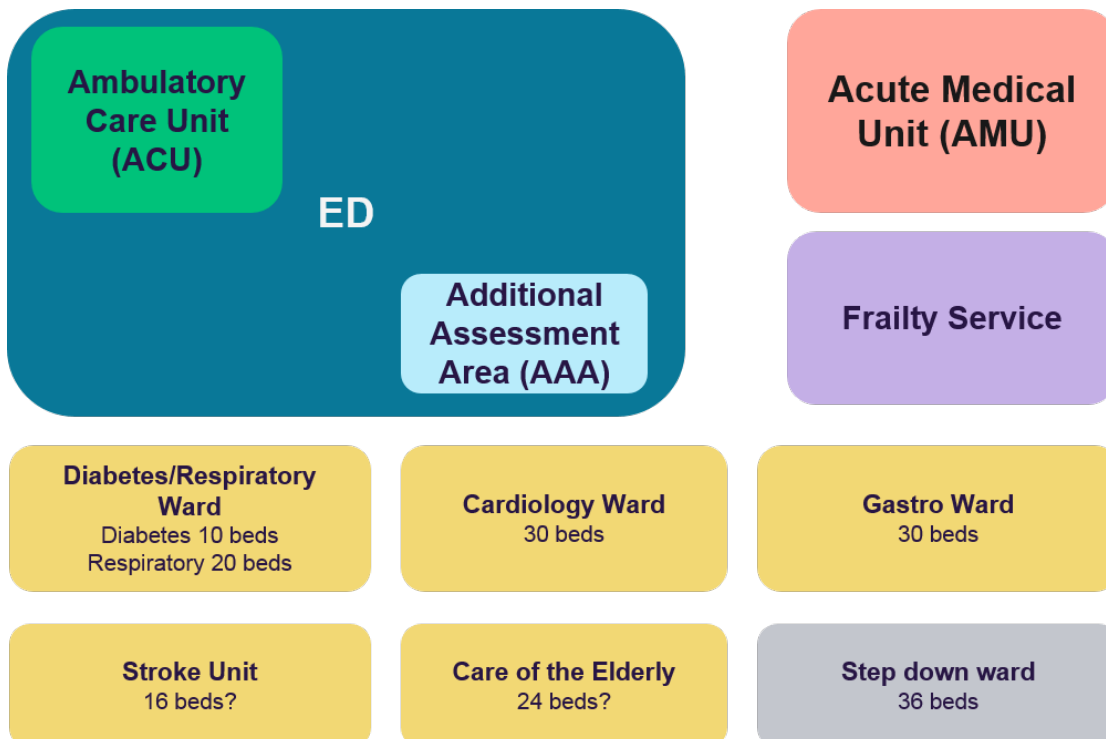 Ambulatory
Care Unit
(ACU)
ED
Additional
Assessment
Area (AAA)
Acute Medical
Unit (AMU)
Frailty Service
Diabetes/Respiratory
Ward
Diabetes 10 beds
Respiratory 20 beds
Cardiology Ward
30 beds
Gastro Ward
30 beds
Stroke Unit
16 beds?
Care of the Elderly
24 beds?
Step down ward
36 beds